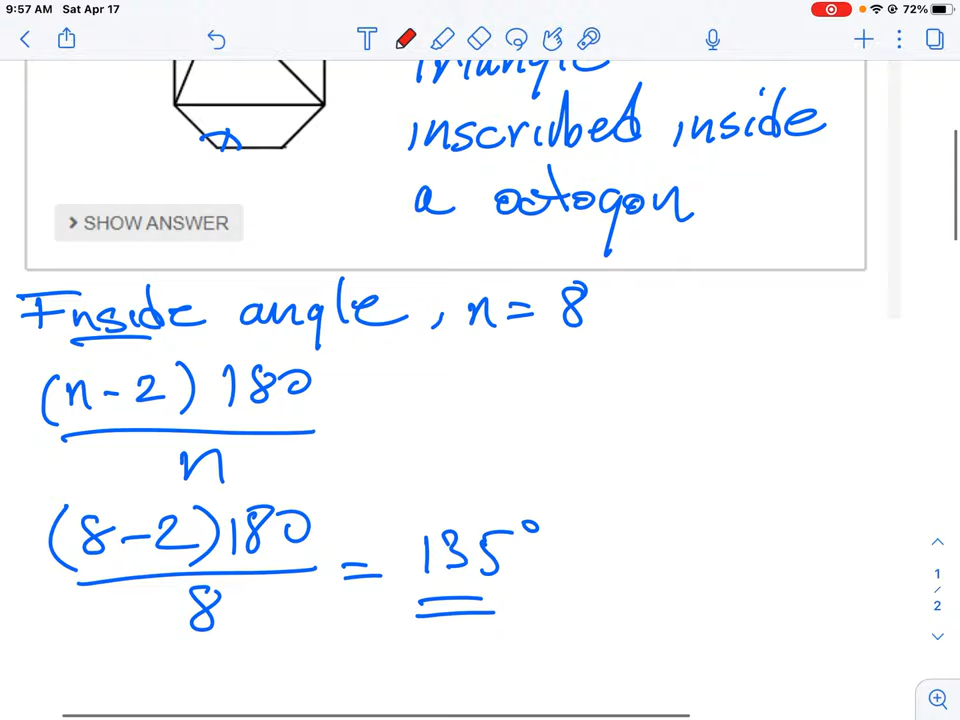 9:57 AM Sat Apr 17
72%
Triangle
inscribed inside
a octogon
> SHOW ANSWER
Inside angle, n = 8
(n-2) 180
n
(8-2) 180
8
= 135°
1
/
2